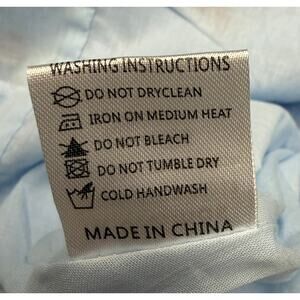 WASHING INSTRUCTIONS
DO NOT DRYCLEAN
IRON ON MEDIUM HEAT
DO NOT BLEACH
DO NOT TUMBLE DRY
COLD HANDWASH
MADE IN CHINA